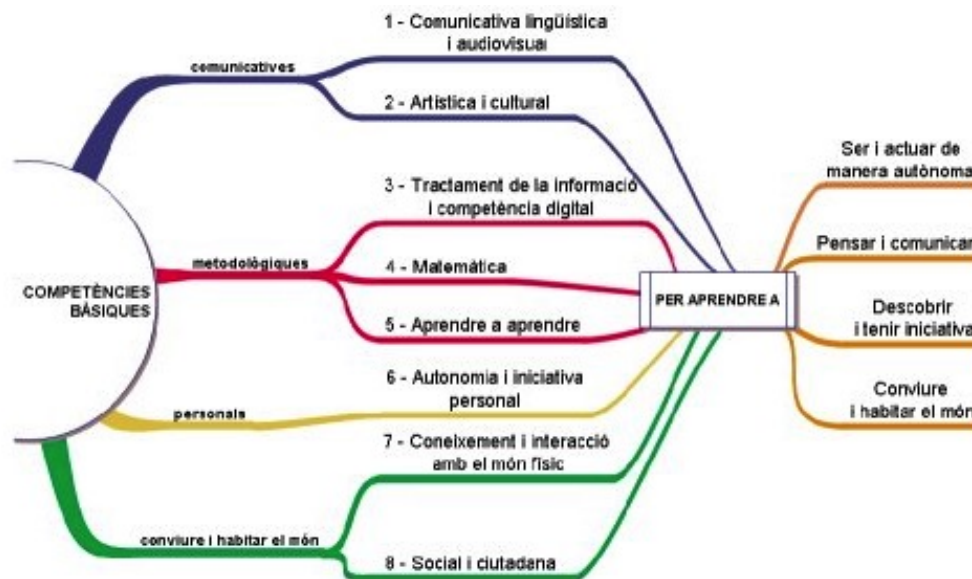 COMPETÈNCIES
BÀSIQUES
comunicatives
1 - Comunicativa lingüística
i audiovisual
2 - Artística i cultural
metodològiques
3 - Tractament de la informació
i competència digital
4 - Matemàtica
5 - Aprendre a aprendre
personals
6 - Autonomia i iniciativa
personal
conviure i habitar el món
7 - Coneixement i interacció
amb el món físic
8 - Social i ciutadana
PER APRENDRE A
Ser i actuar de
manera autònoma
Pensar i comunicar
Descobrir
i tenir iniciativa
Conviure
i habitar el món